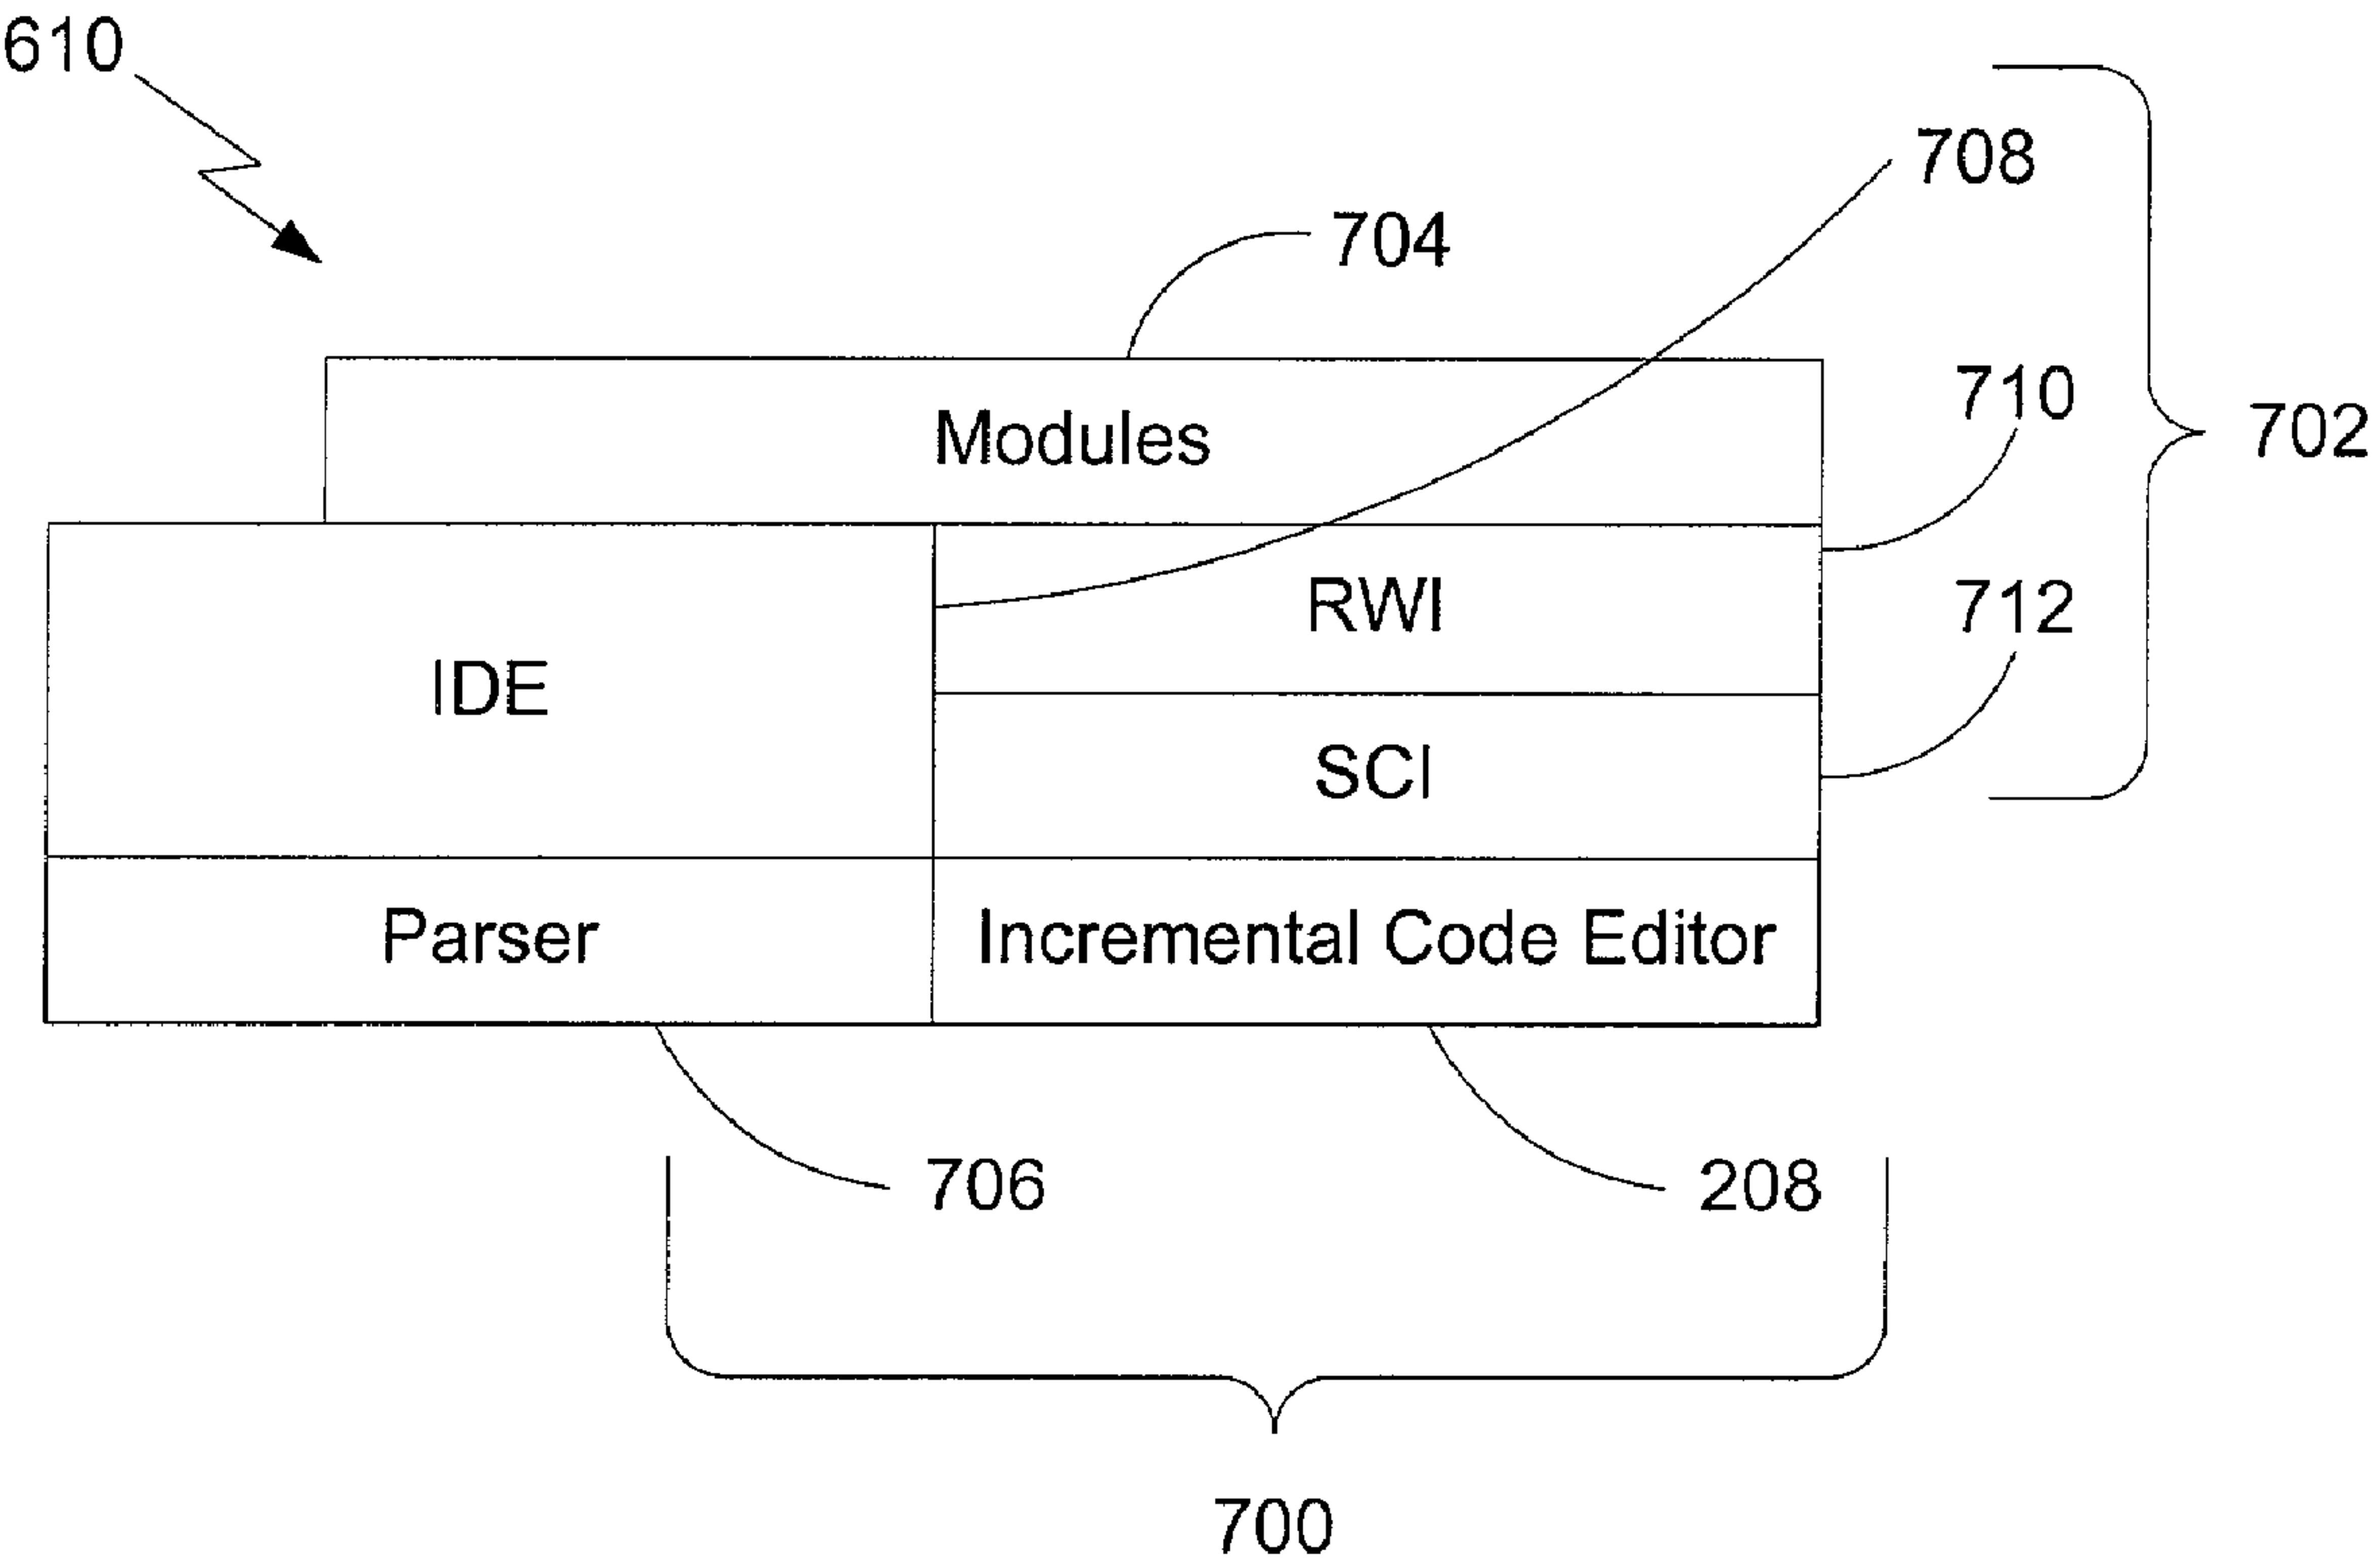 610
708
704
710
702
Modules
RWI
712
IDE
SCI
Parser
Incremental Code Editor
706
208
700